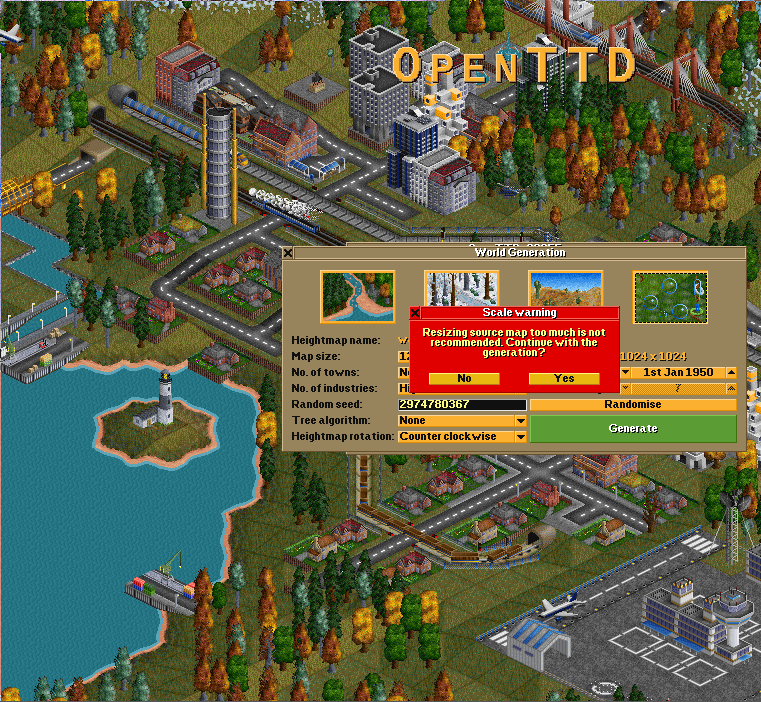 OPENTTD
World Generation
Scale warning
Resizing source map too much is not
recommended. Continue with the
generation?
No
Yes
Heightmap name:
Map size:
1024 x 1024
No. of towns:
1st Jan 1950
No. of industries:
?
Random seed:
2974780367
Randomise
Tree algorithm:
None
Generate
Heightmap rotation:
Counter clockwise